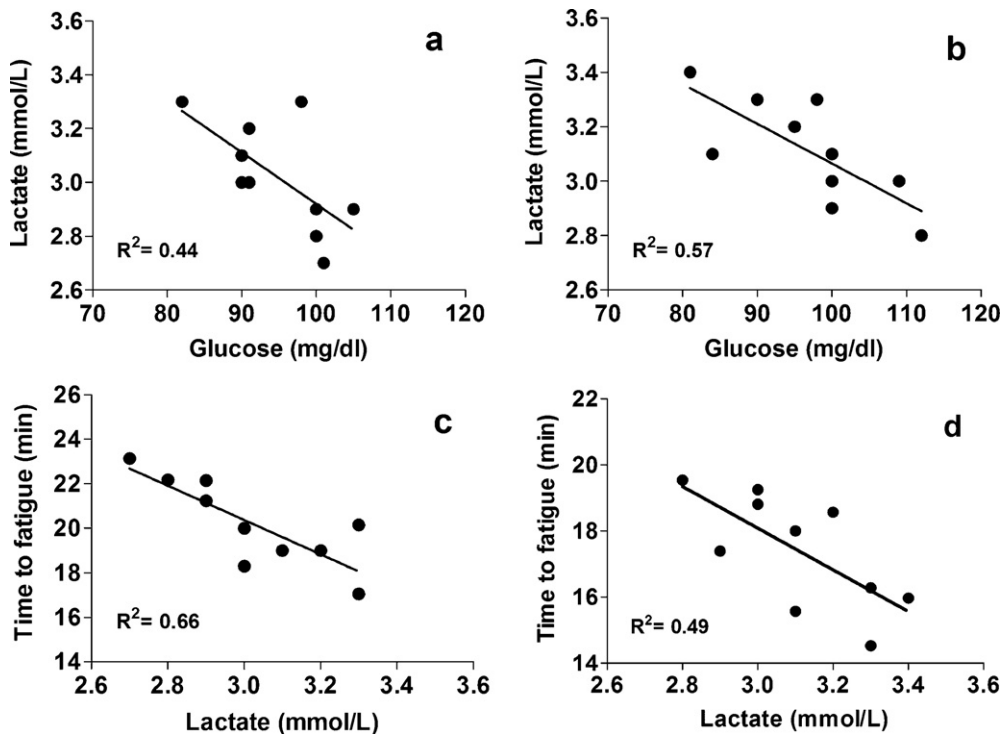 a
Lactate (mmol/L)
3.6
3.4
3.2
3.0
2.8
2.6
R²= 0.44
70 80 90 100 110 120
Glucose (mg/dl)
b
Lactate (mmol/L)
3.6
3.4
3.2
3.0
2.8
2.6
R²= 0.57
70 80 90 100 110 120
Glucose (mg/dl)
c
Time to fatigue (min)
26
24
22
20
18
16
14
R²= 0.66
2.6 2.8 3.0 3.2 3.4 3.6
Lactate (mmol/L)
d
Time to fatigue (min)
22
20
18
16
14
R²= 0.49
2.6 2.8 3.0 3.2 3.4 3.6
Lactate (mmol/L)